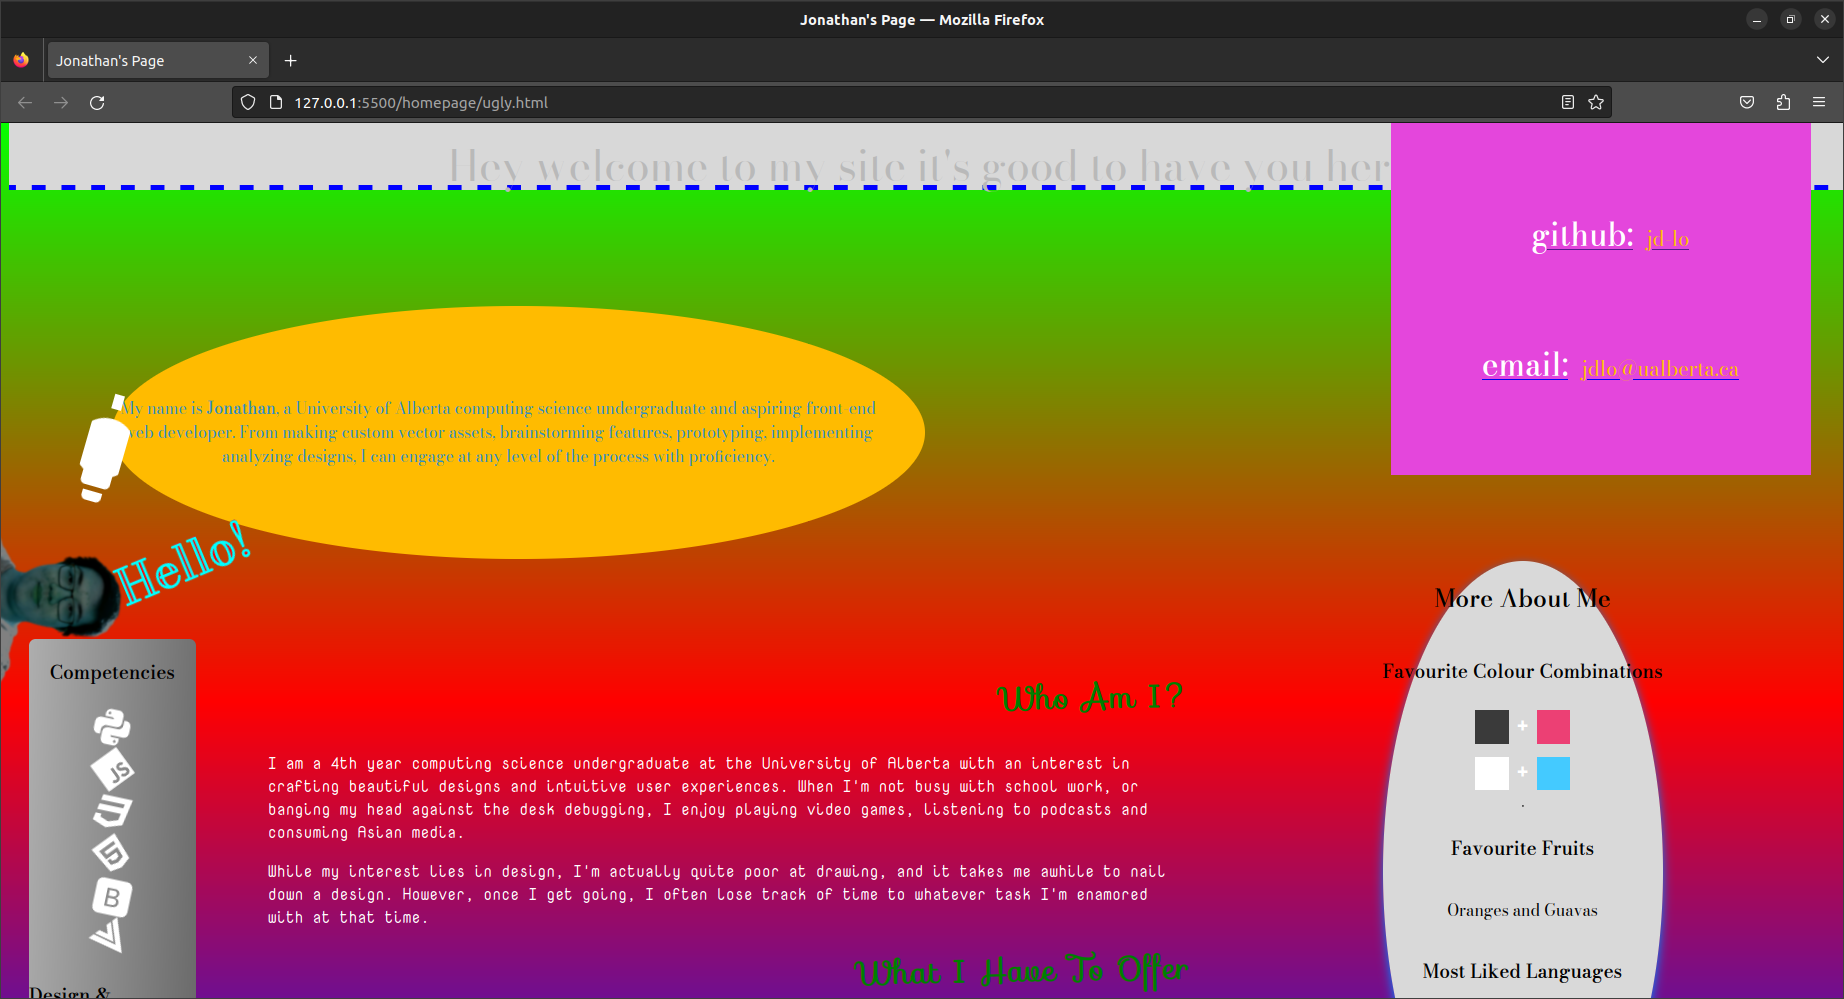 Jonathan's Page — Mozilla Firefox
Jonathan's Page
127.0.0.1:5500/homepage/ugly.html
Hey welcome to my site it's good to have you her
github: jd-lo
email: jdlo@ualberta.ca
My name is Jonathan, a University of Alberta computing science undergraduate and aspiring front-end
web developer. From making custom vector assets, brainstorming features, prototyping, implementing
analyzing designs, I can engage at any level of the process with proficiency.
Hello!
Competencies
JS
5
B
Design &
Who Am I?
I am a 4th year computing science undergraduate at the University of Alberta with an interest in
crafting beautiful designs and intuitive user experiences. When I'm not busy with school work, or
banging my head against the desk debugging, I enjoy playing video games, listening to podcasts and
consuming Asian media.
While my interest lies in design, I'm actually quite poor at drawing, and it takes me awhile to nail
down a design. However, once I get going, I often lose track of time to whatever task I'm enamored
with at that time.
What I Have To Offer
More About Me
Favourite Colour Combinations
+
+
.
Favourite Fruits
Oranges and Guavas
Most Liked Languages